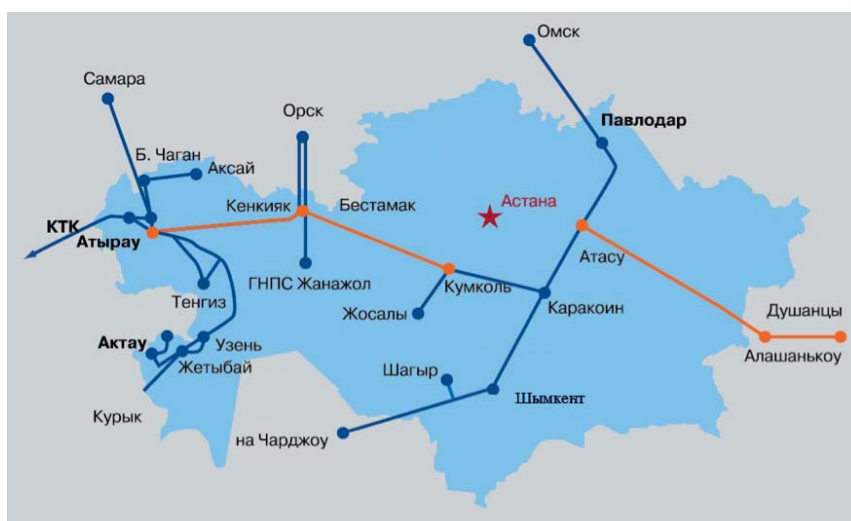 Омск
Самара
Орск
Павлодар
Б. Чаган
Аксай
Кенкияк
Бестамак
Астана
КТК
Атырау
Атасу
ГНПС Жанажол
Кумколь
Тенгиз
Каракоин
Душанцы
Жосалы
Актау
Узень
Алашанькоу
Жетыбай
Шагыр
Шымкент
Курык
на Чарджоу